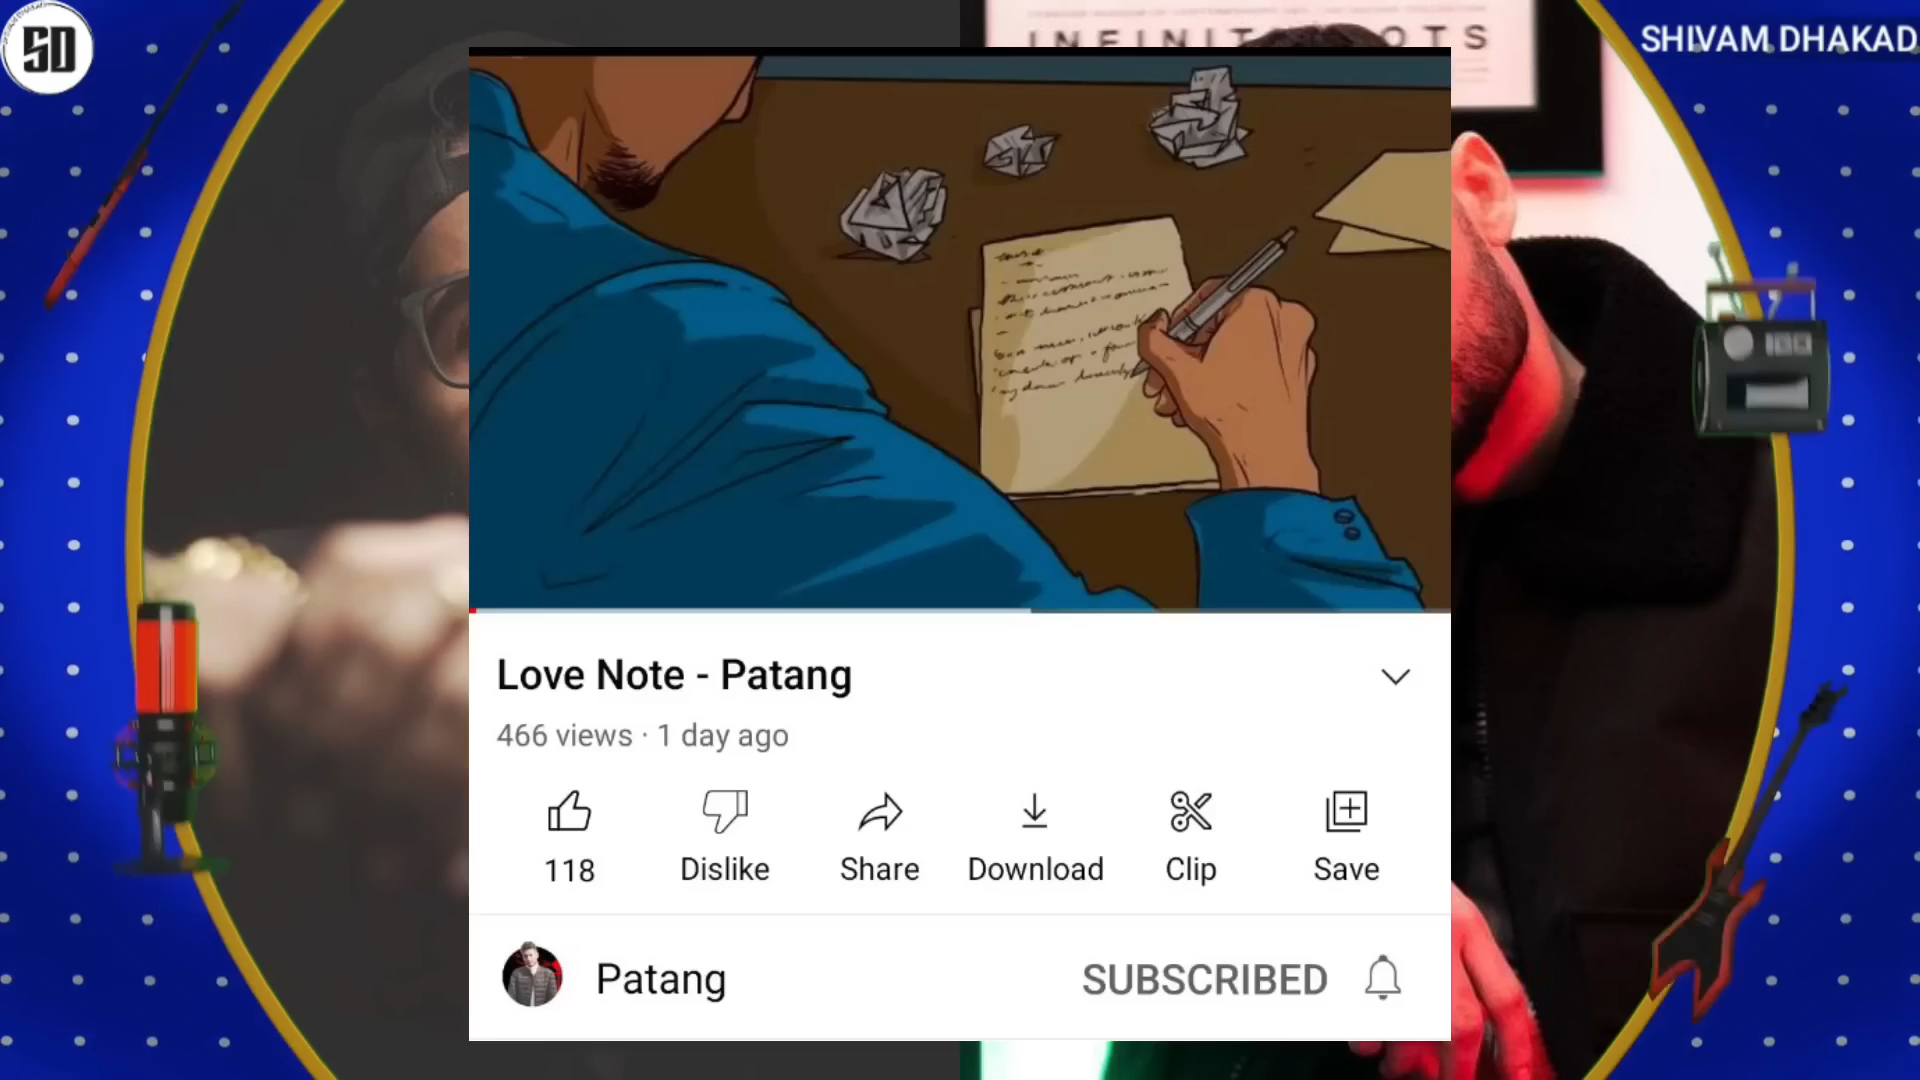 SD
SHIVAM DHAKAD
Love Note - Patang
466 views · 1 day ago
118
Dislike
Share
Download
Clip
Save
Patang
SUBSCRIBED